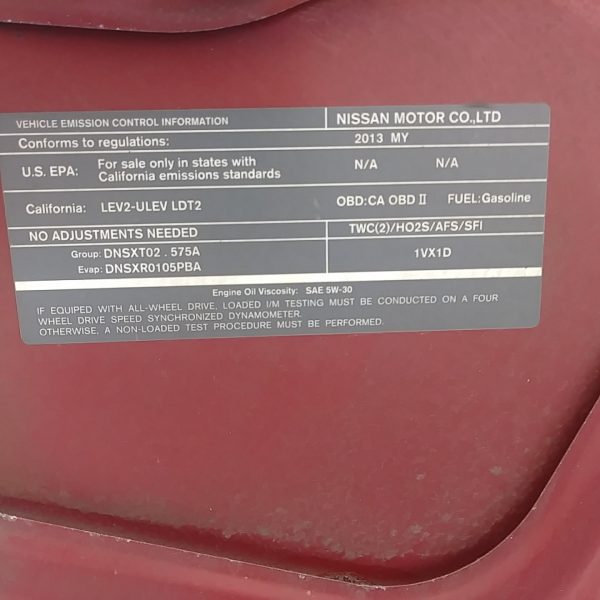 VEHICLE EMISSION CONTROL INFORMATION NISSAN MOTOR CO.,LTD
Conforms to regulations: 2013 MY
U.S. EPA: For sale only in states with California emissions standards N/A N/A
California: LEV2-ULEV LDT2 OBD:CA OBD II FUEL:Gasoline
NO ADJUSTMENTS NEEDED TWC(2)/HO2S/AFS/SFI
Group: DNSXT02.575A 1VX1D
Evap: DNSXR0105PBA
Engine Oil Viscosity: SAE 5W-30
IF EQUIPED WITH ALL-WHEEL DRIVE, LOADED I/M TESTING MUST BE CONDUCTED ON A FOUR
WHEEL DRIVE SPEED SYNCHRONIZED DYNAMOMETER.
OTHERWISE, A NON-LOADED TEST PROCEDURE MUST BE PERFORMED.